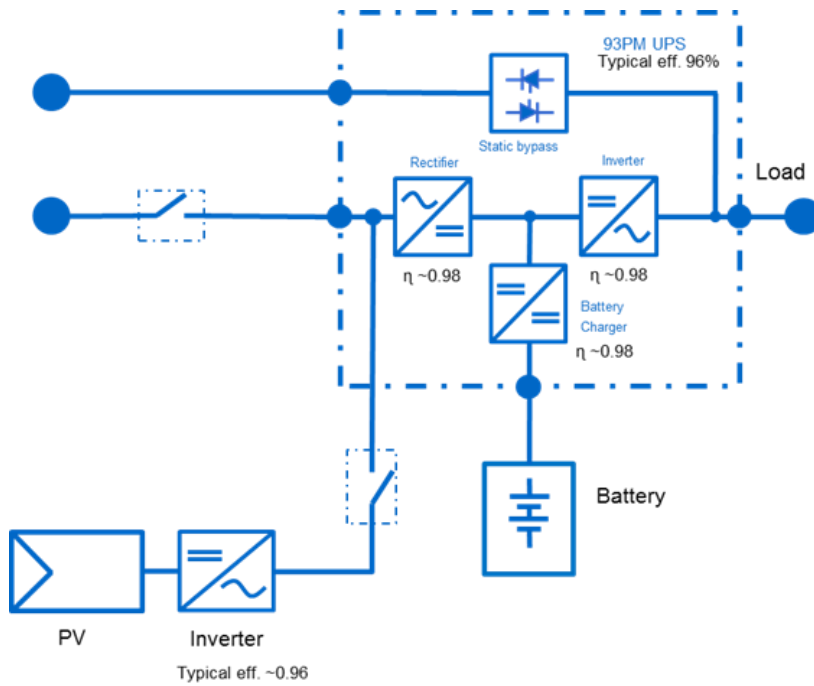 93PM UPS
Typical eff. 96%
Static bypass
Rectifier
Inverter
Load
η ~0.98
η ~0.98
Battery
Charger
η ~0.98
Battery
PV
Inverter
Typical eff. ~0.96